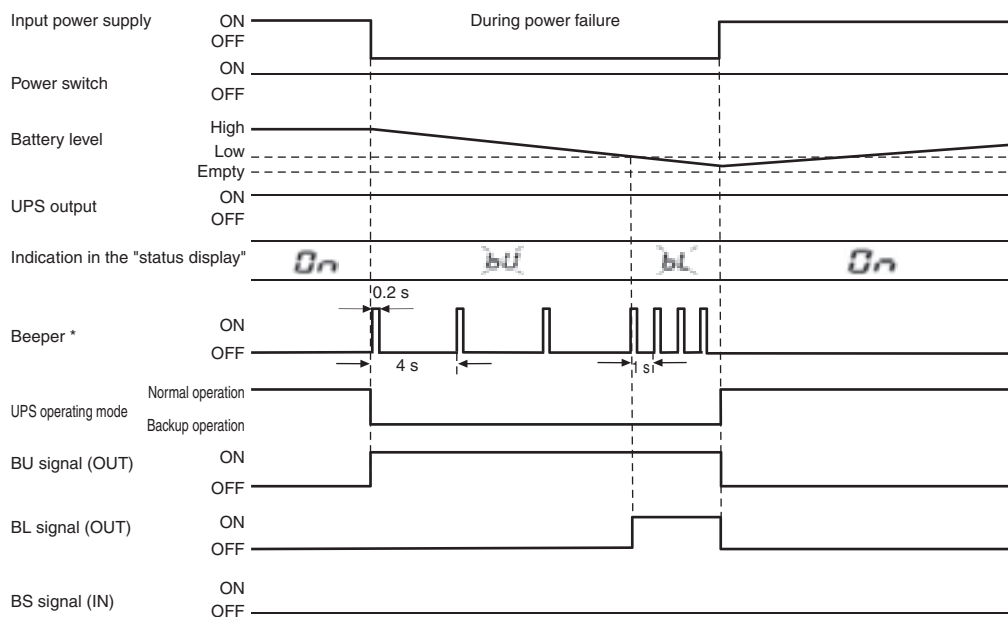 Input power supply ON During power failure
OFF
Power switch ON
OFF
Battery level High
Low
Empty
UPS output ON
OFF
Indication in the "status display" On bU bL On
0.2 s
Beeper * ON
OFF
4 s 1 s
UPS operating mode Normal operation
Backup operation
BU signal (OUT) ON
OFF
BL signal (OUT) ON
OFF
BS signal (IN) ON
OFF